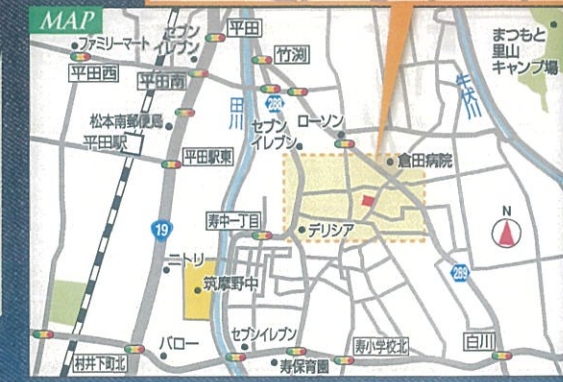 MAP
ファミリーマート
セブン
イレブン
平田
竹渕
平田西
平田南
まつもと
里山
キャンプ場
牛伏川
田川
288
松本南郵便局
セブン
イレブン
ローソン
平田駅
平田駅東
倉田病院
19
寿中一丁目
デリシア
N
ニトリ
筑摩野中
289
バロー
セブンイレブン
寿小学校北
白川
村井下町北
寿保育園